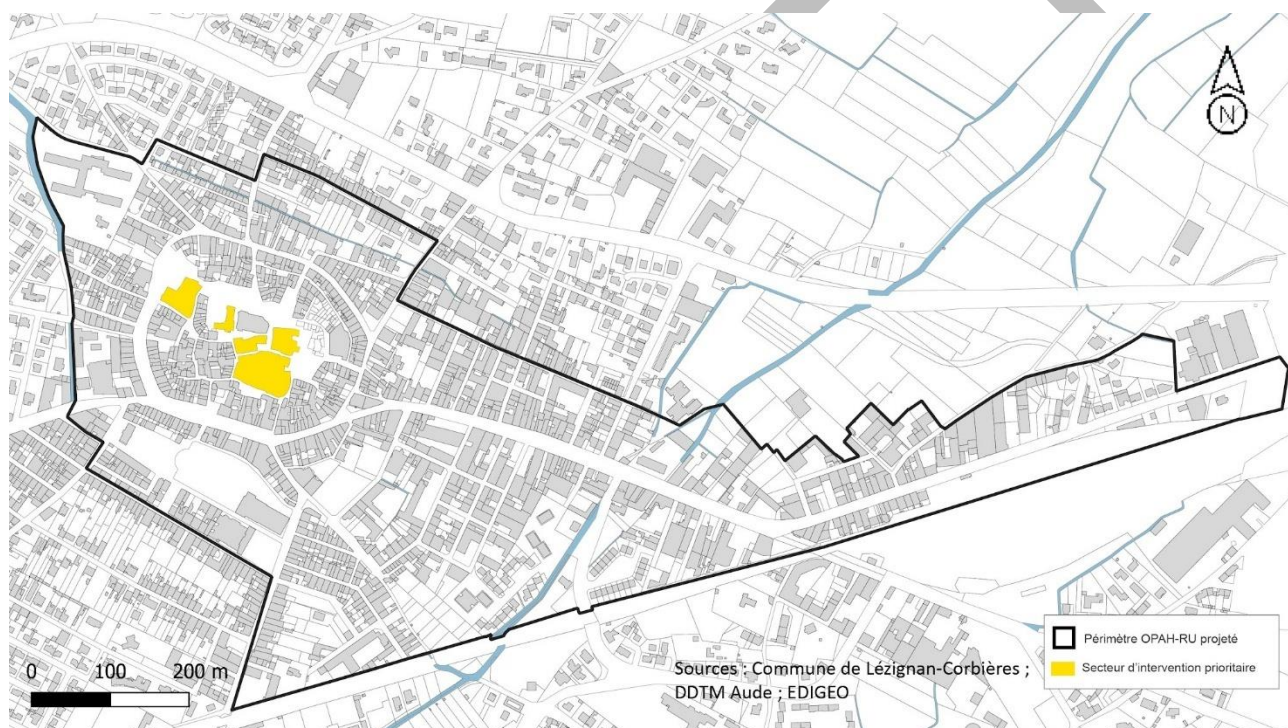 N
0 100 200 m
Sources : Commune de Lézignan-Corbières ;
DDTM Aude ; EDIGEO
Périmètre OPAH-RU projeté
Secteur d'intervention prioritaire